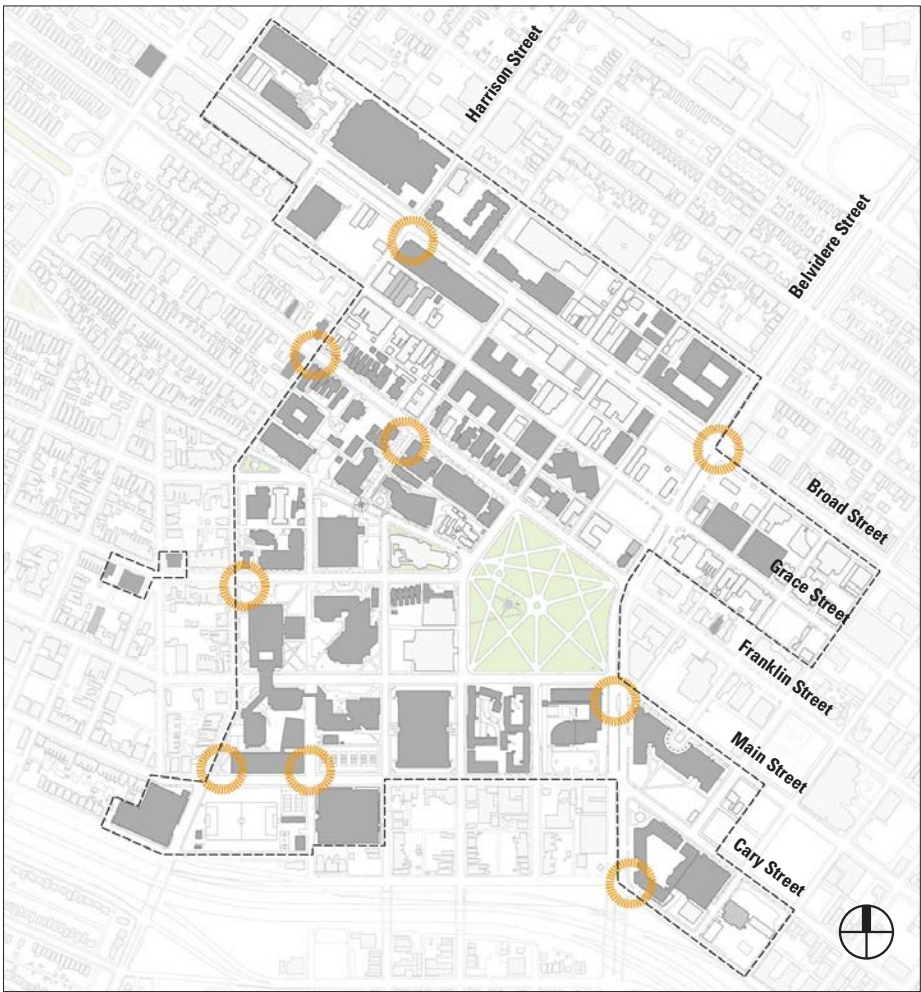 Harrison Street
Belvidere Street
Broad Street
Grace Street
Franklin Street
Main Street
Cary Street